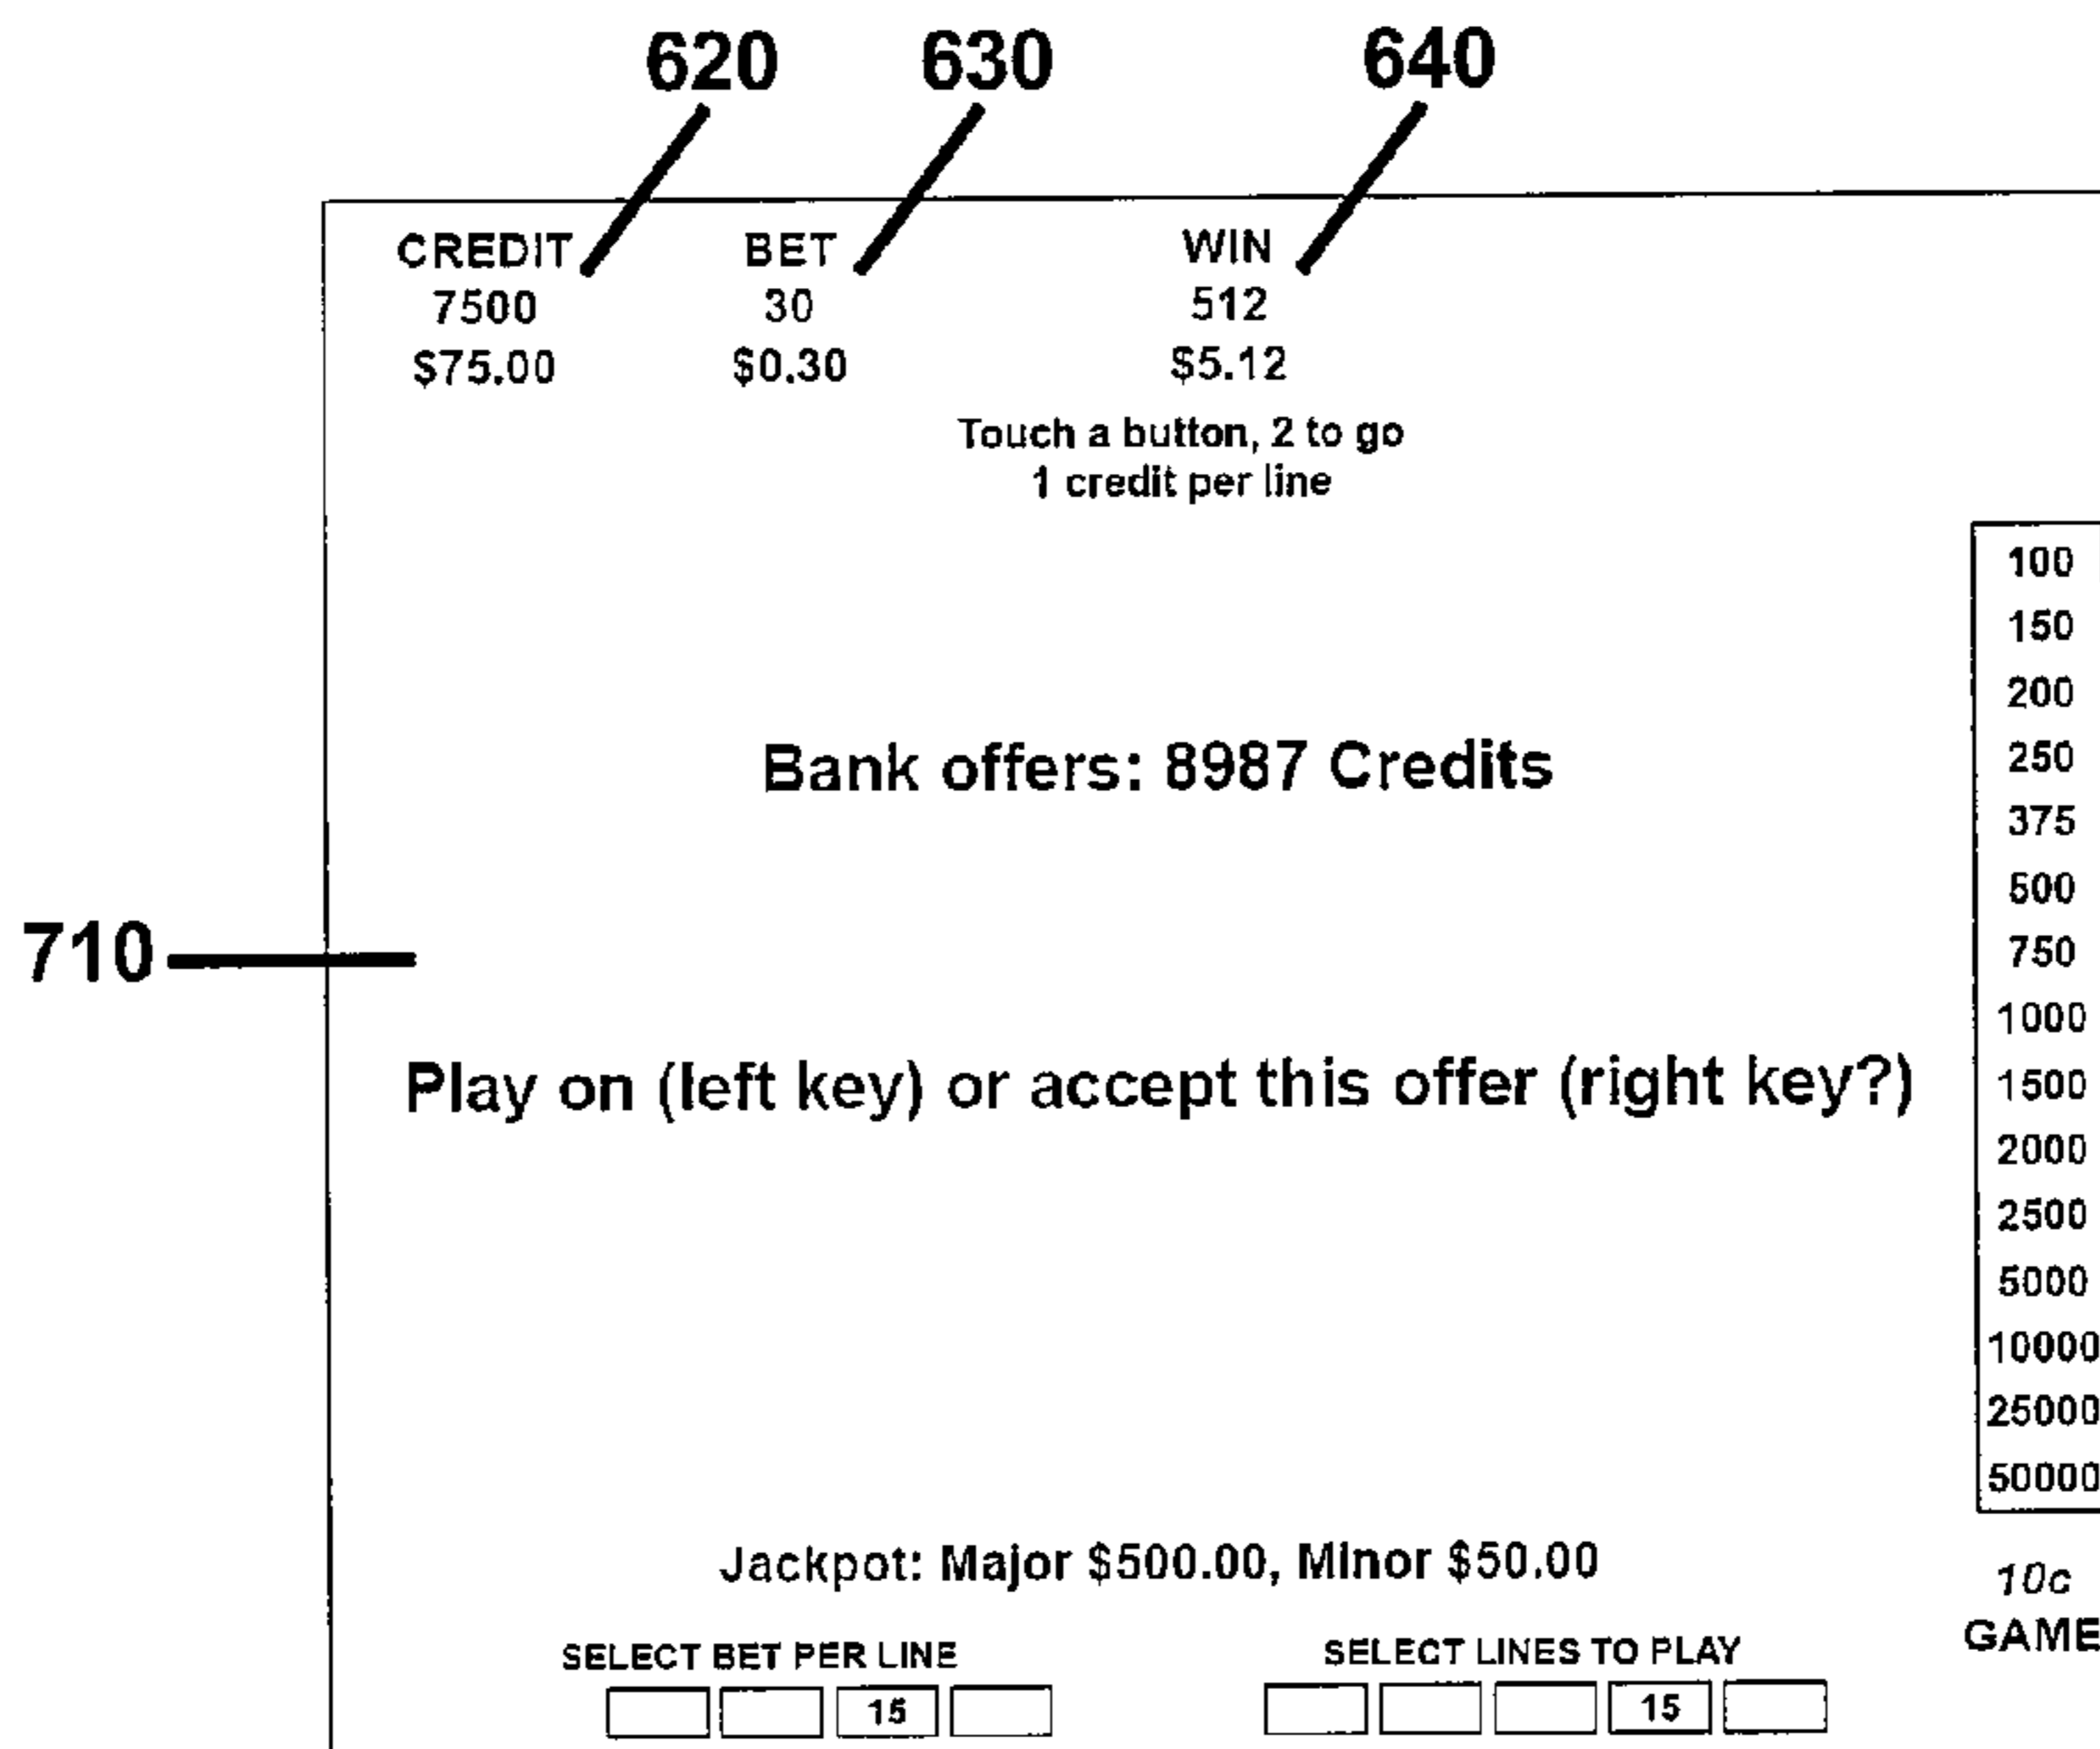 620 630 640
CREDIT BET WIN
7500 30 512
$75.00 $0.30 $5.12
Touch a button, 2 to go
1 credit per line
100
150
200
250
375
500
750
1000
1500
2000
2500
5000
10000
25000
50000
Bank offers: 8987 Credits
710
Play on (left key) or accept this offer (right key?)
Jackpot: Major $500.00, Minor $50.00
10c
GAME
SELECT BET PER LINE
15
SELECT LINES TO PLAY
15